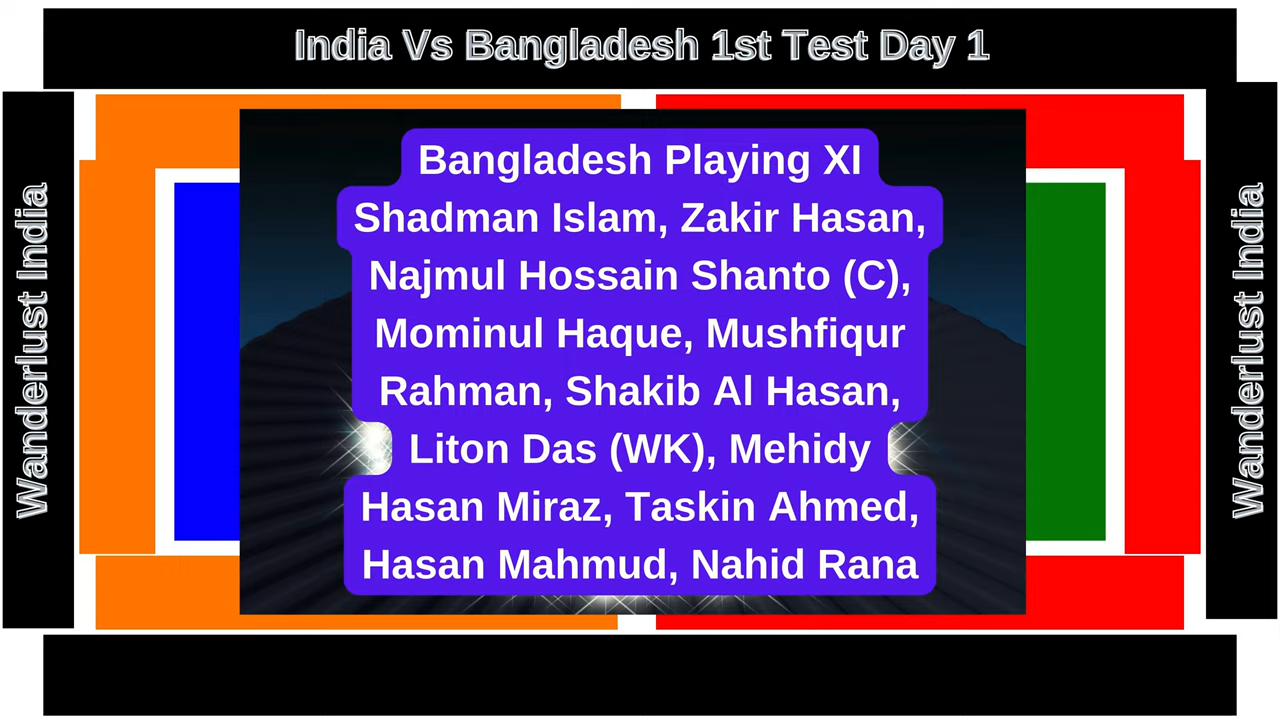 India Vs Bangladesh 1st Test Day 1
Wanderlust India
Bangladesh Playing XI
Shadman Islam, Zakir Hasan,
Najmul Hossain Shanto (C),
Mominul Haque, Mushfiqur
Rahman, Shakib Al Hasan,
Liton Das (WK), Mehidy
Hasan Miraz, Taskin Ahmed,
Hasan Mahmud, Nahid Rana
Wanderlust India